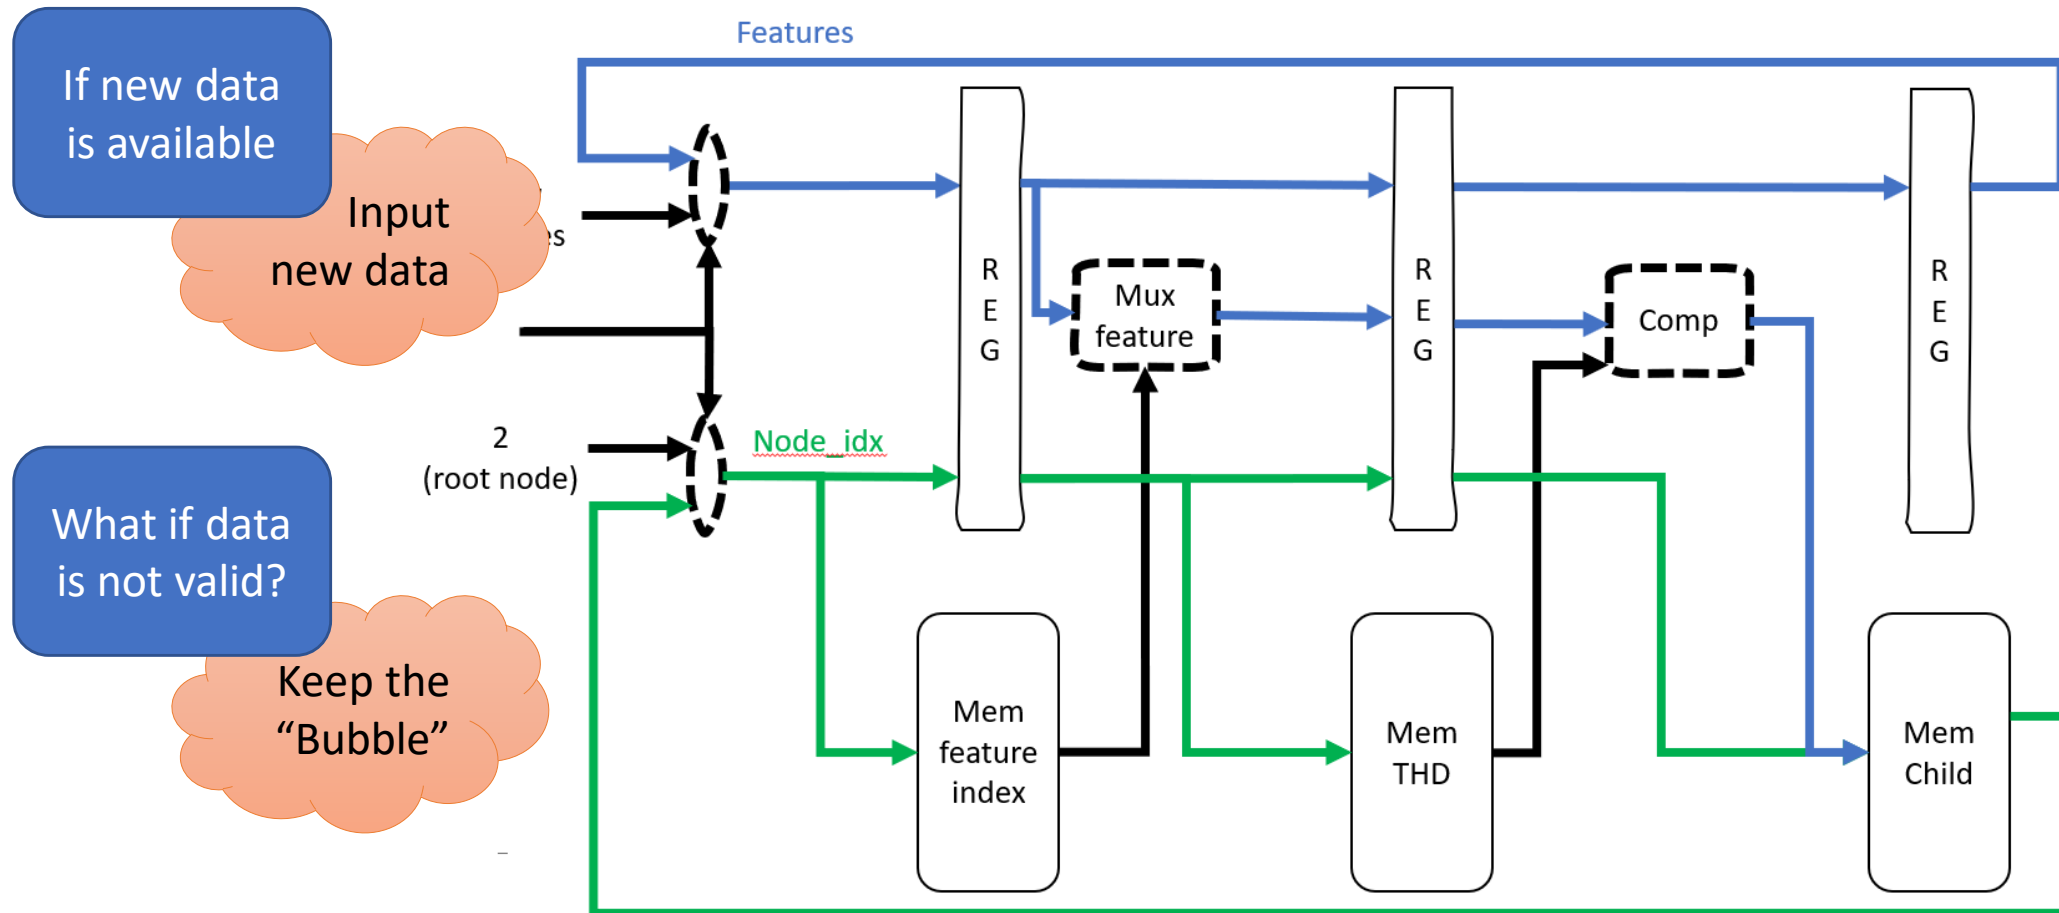 Features
If new data
is available
Input
new data
es
2
(root node)
Node_idx
What if data
is not valid?
Keep the
“Bubble”
R
E
G
Mux
feature
R
E
G
Comp
R
E
G
Mem
feature
index
Mem
THD
Mem
Child